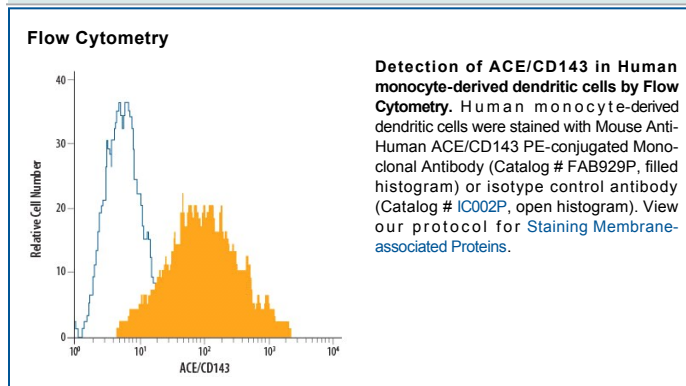 Flow Cytometry
40
30
20
10
0
Relative Cell Number
10⁰ 10¹ 10² 10³ 10⁴
ACE/CD143
Detection of ACE/CD143 in Human
monocyte-derived dendritic cells by Flow
Cytometry. Human monocyte-derived
dendritic cells were stained with Mouse Anti-
Human ACE/CD143 PE-conjugated Mono-
clonal Antibody (Catalog # FAB929P, filled
histogram) or isotype control antibody
(Catalog # IC002P, open histogram). View
our protocol for Staining Membrane-
associated Proteins.